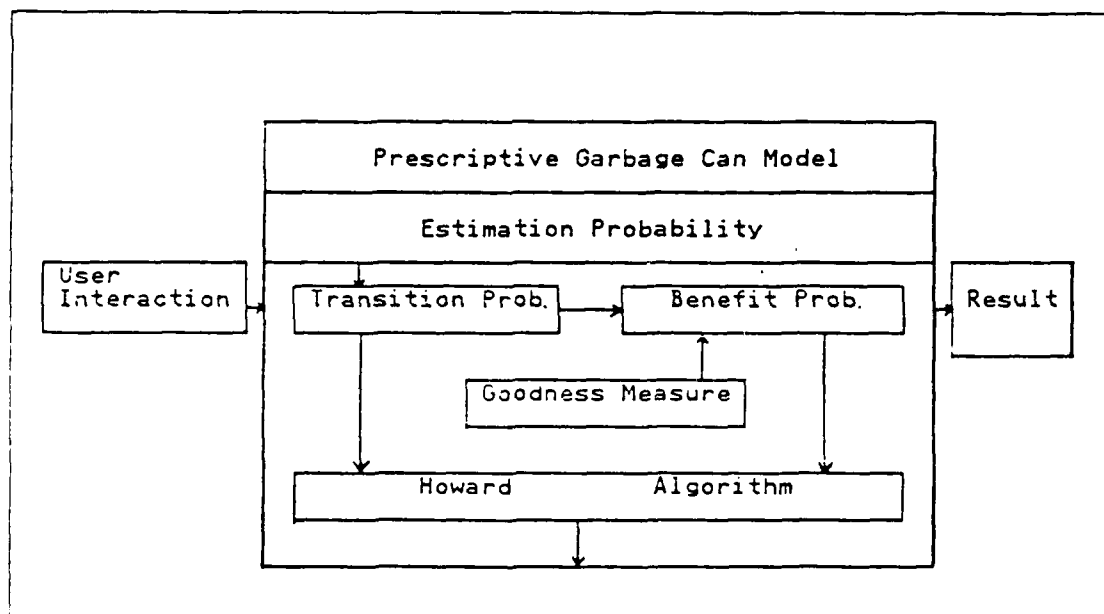 Prescriptive Garbage Can Model
Estimation Probability
User
Interaction
Transition Prob.
Benefit Prob.
Result
Goodness Measure
Howard Algorithm